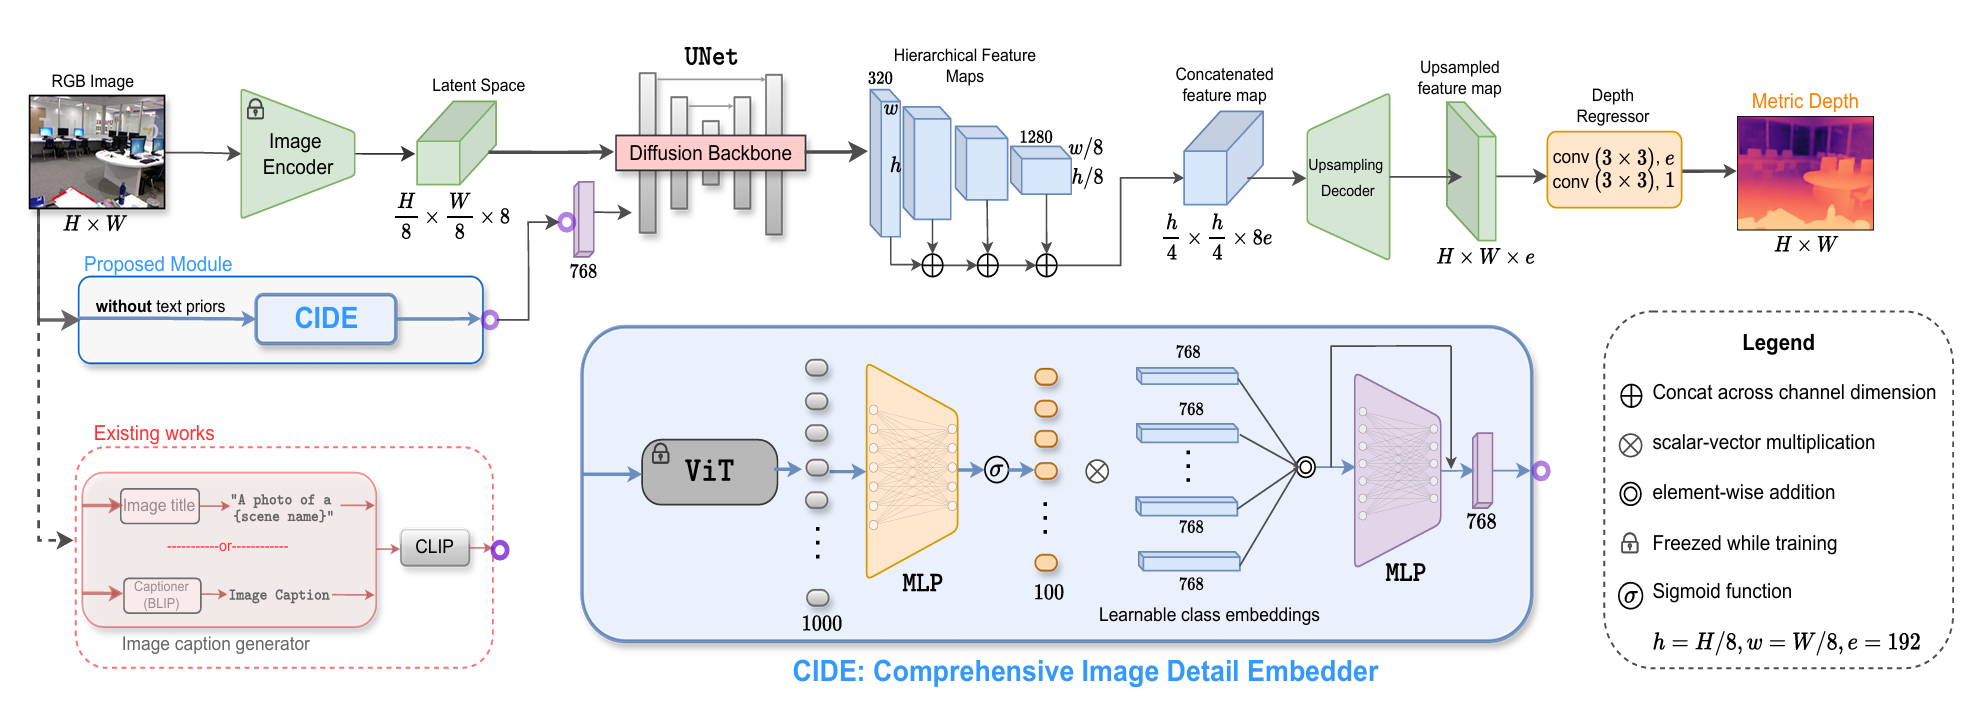 RGB Image
H × W
Image
Encoder
Latent Space
H/8 × W/8 × 8
UNet
Diffusion Backbone
768
Hierarchical Feature
Maps
320
w
h
1280
w/8
h/8
Concatenated
feature map
h/4 × h/4 × 8e
Upsampling
Decoder
Upsampled
feature map
H × W × e
Depth
Regressor
conv (3 × 3), e
conv (3 × 3), 1
Metric Depth
H × W
Proposed Module
without text priors
CIDE
Existing works
Image title
"A photo of a
{scene name}"
------------or-------------
Captioner
(BLIP)
Image Caption
CLIP
Image caption generator
ViT
1000
MLP
σ
100
768
768
768
768
Learnable class embeddings
MLP
768
CIDE: Comprehensive Image Detail Embedder
Legend
Concat across channel dimension
scalar-vector multiplication
element-wise addition
Freezed while training
σ Sigmoid function
h = H/8, w = W/8, e = 192